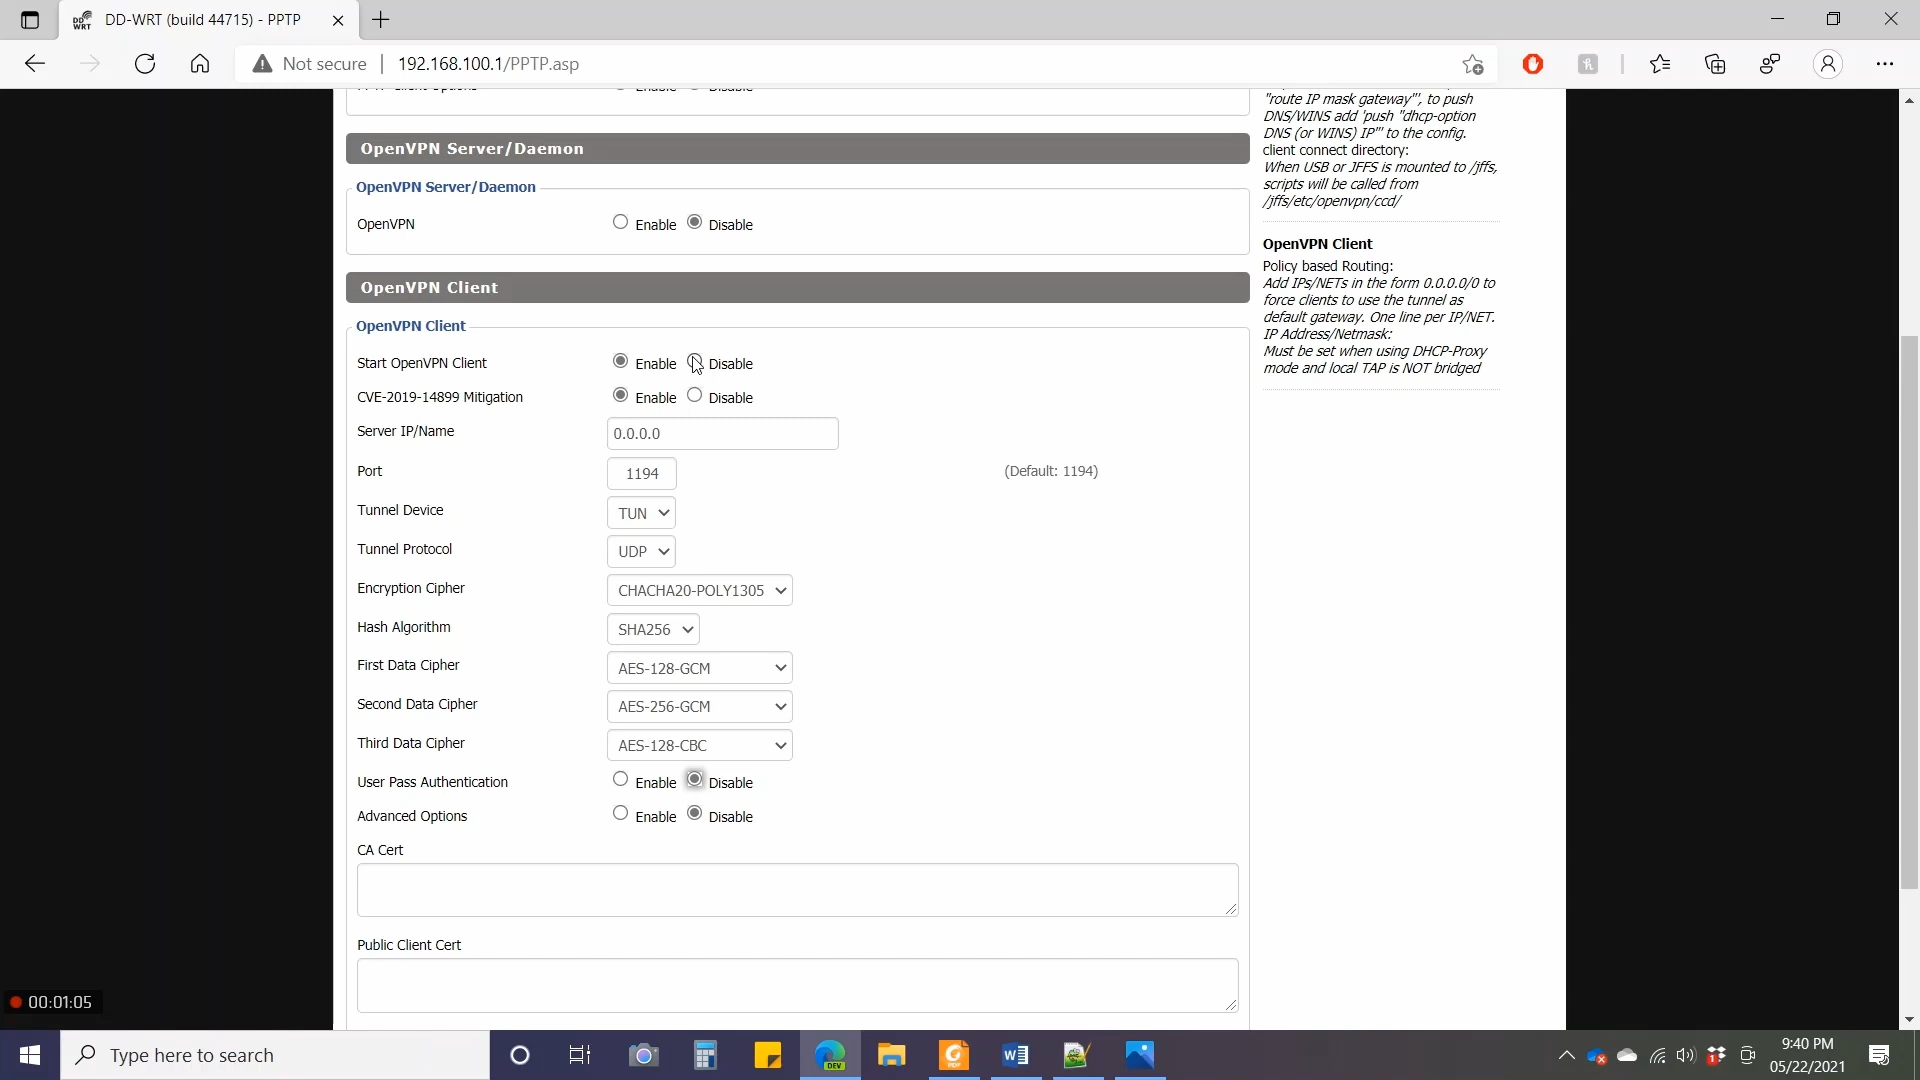 DD-WRT (build 44715) - PPTP
Not secure | 192.168.100.1/PPTP.asp
"route IP mask gateway"', to push
DNS/WINS add 'push "dhcp-option
DNS (or WINS) IP"' to the config.
client connect directory:
When USB or JFFS is mounted to /jffs,
scripts will be called from
/jffs/etc/openvpn/ccd/
OpenVPN Server/Daemon
OpenVPN Server/Daemon
OpenVPN Enable Disable
OpenVPN Client
Policy based Routing:
Add IPs/NETs in the form 0.0.0.0/0 to
force clients to use the tunnel as
default gateway. One line per IP/NET.
IP Address/Netmask:
Must be set when using DHCP-Proxy
mode and local TAP is NOT bridged
OpenVPN Client
OpenVPN Client
Start OpenVPN Client Enable Disable
CVE-2019-14899 Mitigation Enable Disable
Server IP/Name 0.0.0.0
Port 1194 (Default: 1194)
Tunnel Device TUN
Tunnel Protocol UDP
Encryption Cipher CHACHA20-POLY1305
Hash Algorithm SHA256
First Data Cipher AES-128-GCM
Second Data Cipher AES-256-GCM
Third Data Cipher AES-128-CBC
User Pass Authentication Enable Disable
Advanced Options Enable Disable
CA Cert
Public Client Cert
00:01:05
Type here to search
DEV
9:40 PM
05/22/2021